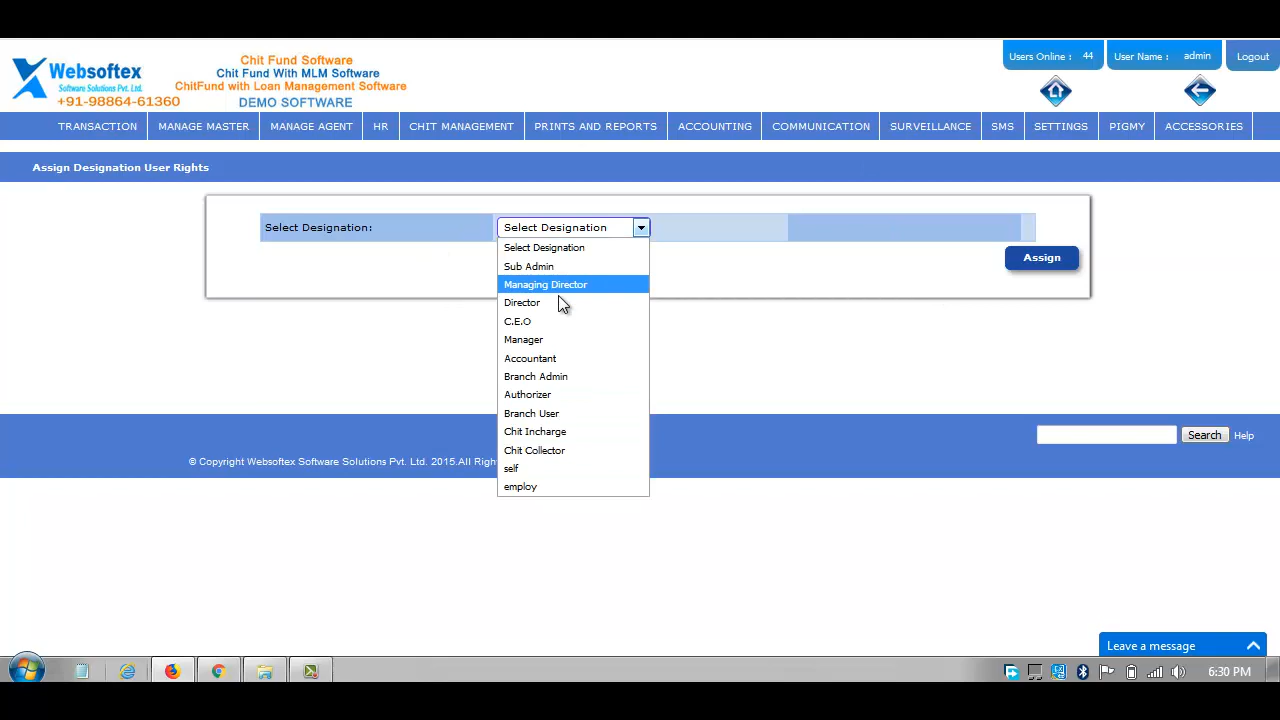 Websoftex
Software Solutions Pvt. Ltd.
+91-98864-61360
Chit Fund Software
Chit Fund With MLM Software
ChitFund with Loan Management Software
DEMO SOFTWARE
Users Online : 44
User Name : admin
Logout
TRANSACTION MANAGE MASTER MANAGE AGENT HR CHIT MANAGEMENT PRINTS AND REPORTS ACCOUNTING COMMUNICATION SURVEILLANCE SMS SETTINGS PIGMY ACCESSORIES
Assign Designation User Rights
Select Designation: Select Designation
Select Designation
Sub Admin
Managing Director
Director
C.E.O
Manager
Accountant
Branch Admin
Authorizer
Branch User
Chit Incharge
Chit Collector
self
employ
Assign
Search Help
© Copyright Websoftex Software Solutions Pvt. Ltd. 2015.All Righ
Leave a message
6:30 PM